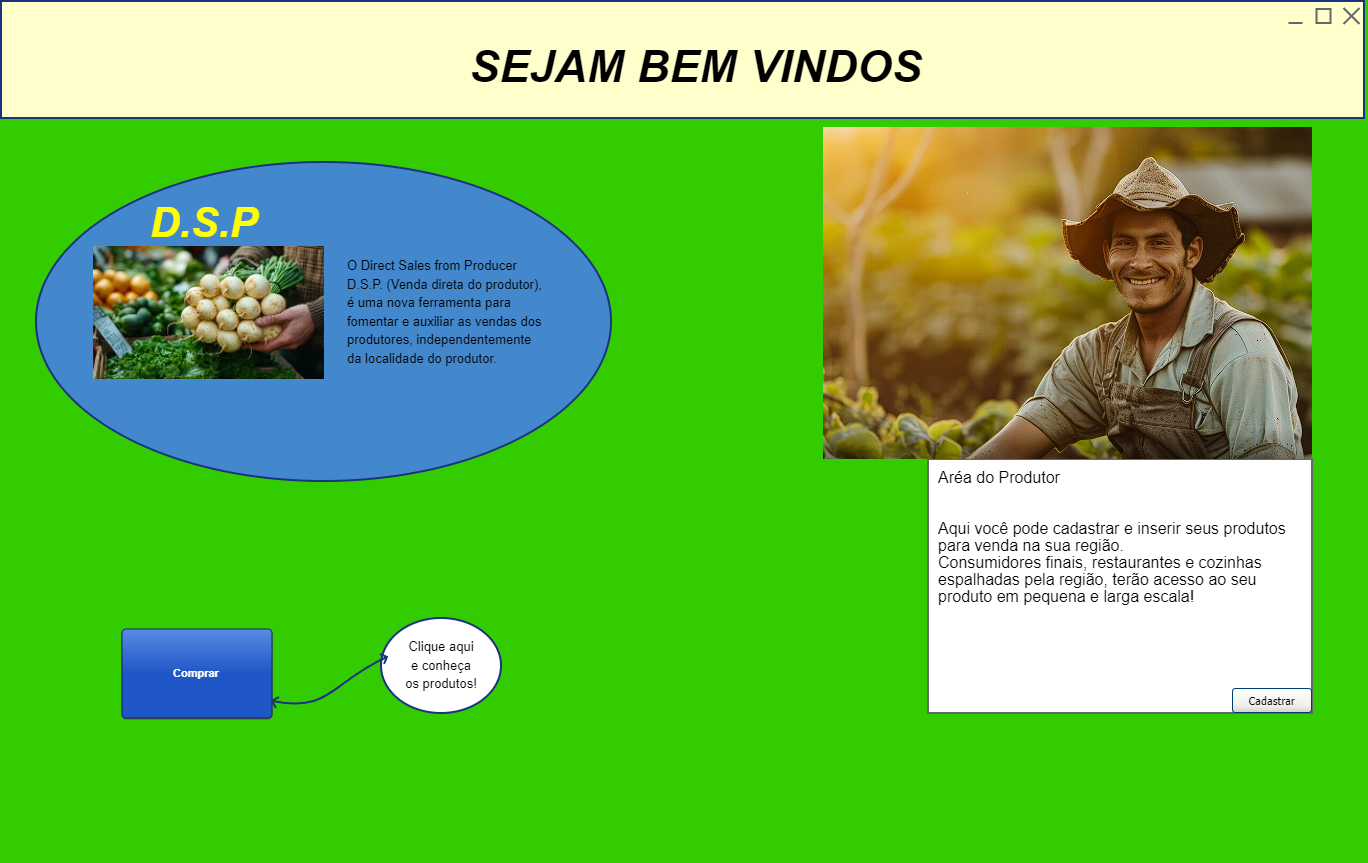 SEJAM BEM VINDOS
D.S.P
O Direct Sales from Producer
D.S.P. (Venda direta do produtor),
é uma nova ferramenta para
fomentar e auxiliar as vendas dos
produtores, independentemente
da localidade do produtor.
Aréa do Produtor
Aqui você pode cadastrar e inserir seus produtos
para venda na sua região.
Consumidores finais, restaurantes e cozinhas
espalhadas pela região, terão acesso ao seu
produto em pequena e larga escala!
Cadastrar
Comprar
Clique aqui
e conheça
os produtos!